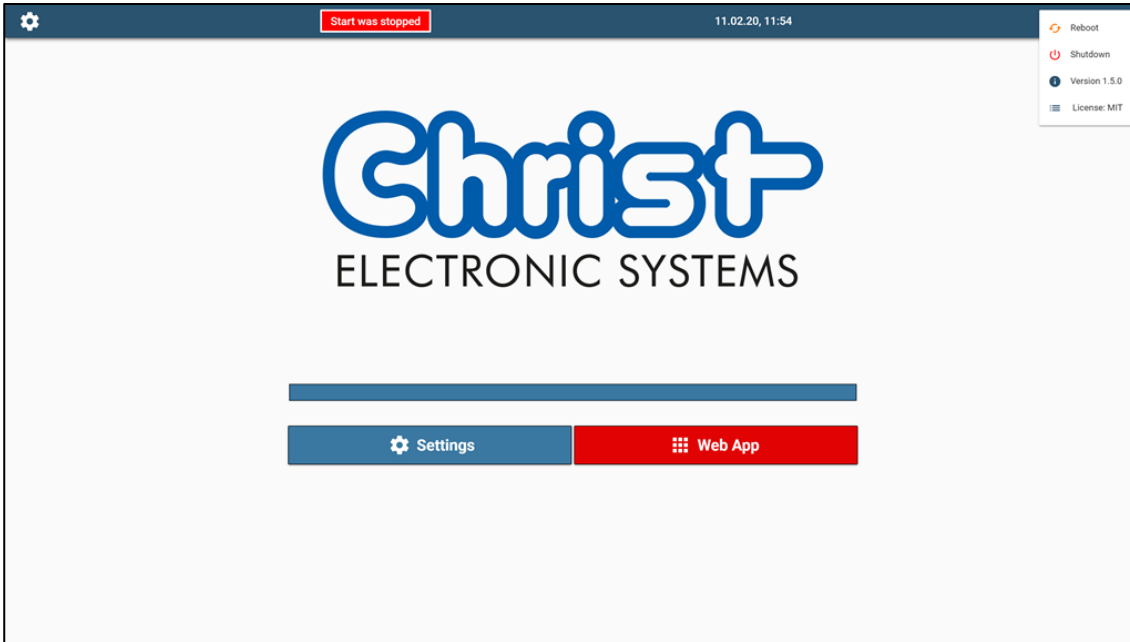 Start was stopped
11.02.20, 11:54
Reboot
Shutdown
Version 1.5.0
License: MIT
Christ
ELECTRONIC SYSTEMS
Settings
Web App